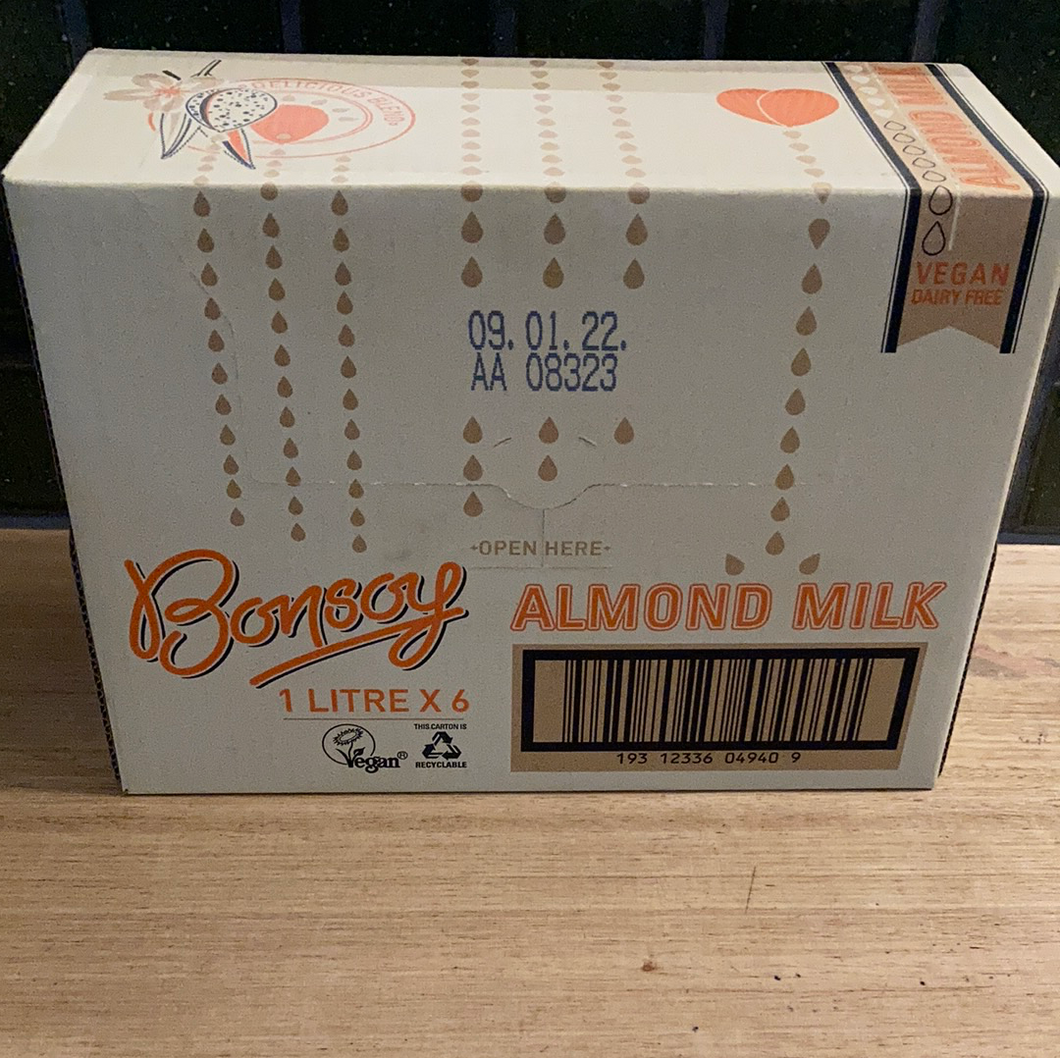 DELICIOUS BLEND
ALMOND MILK
VEGAN
DAIRY FREE
09. 01. 22.
AA 08323
OPEN HERE
Bonsoy
ALMOND MILK
1 LITRE X 6
Vegan®
THIS CARTON IS
RECYCLABLE
193 12336 04940 9